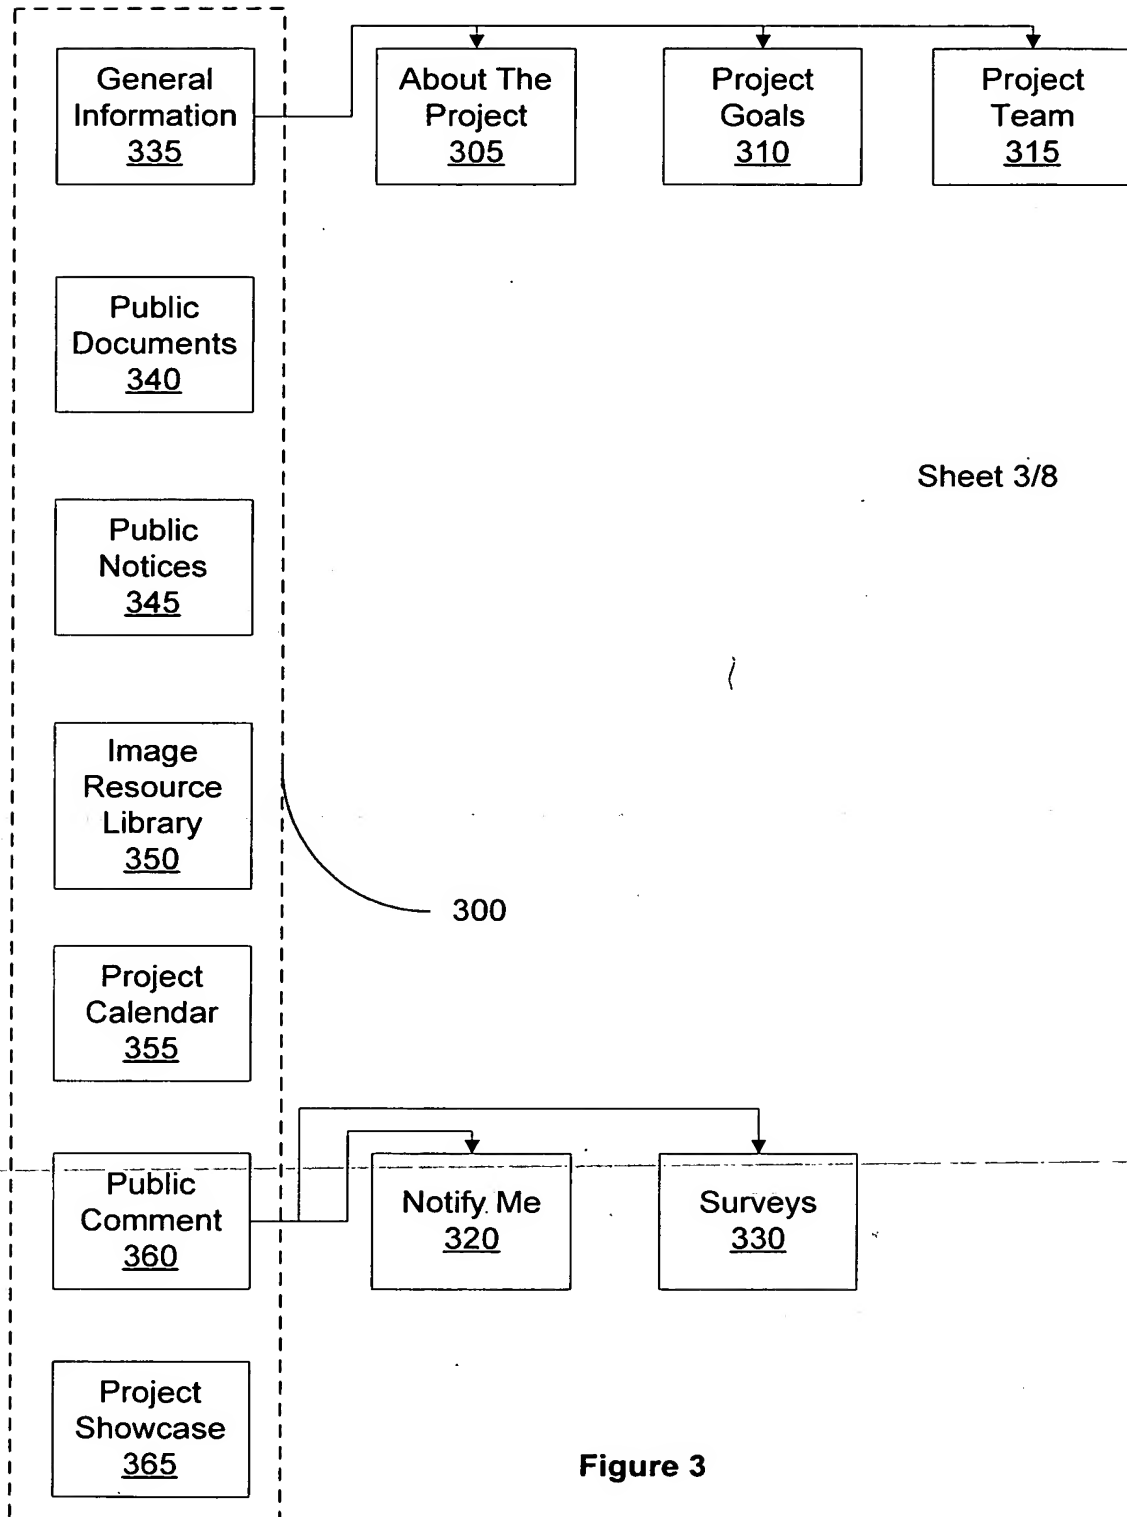 General
Information
335
About The
Project
305
Project
Goals
310
Project
Team
315
Public
Documents
340
Sheet 3/8
Public
Notices
345
Image
Resource
Library
350
300
Project
Calendar
355
Public
Comment
360
Notify Me
320
Surveys
330
Project
Showcase
365
Figure 3